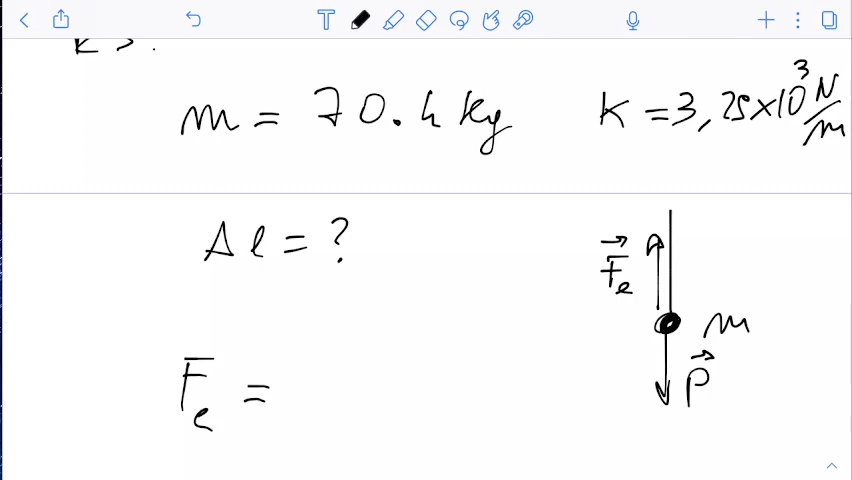 m = 70.4 kg
K = 3,25×10³ N/m
Δl = ?
F⃗e
m
P⃗
Fe =